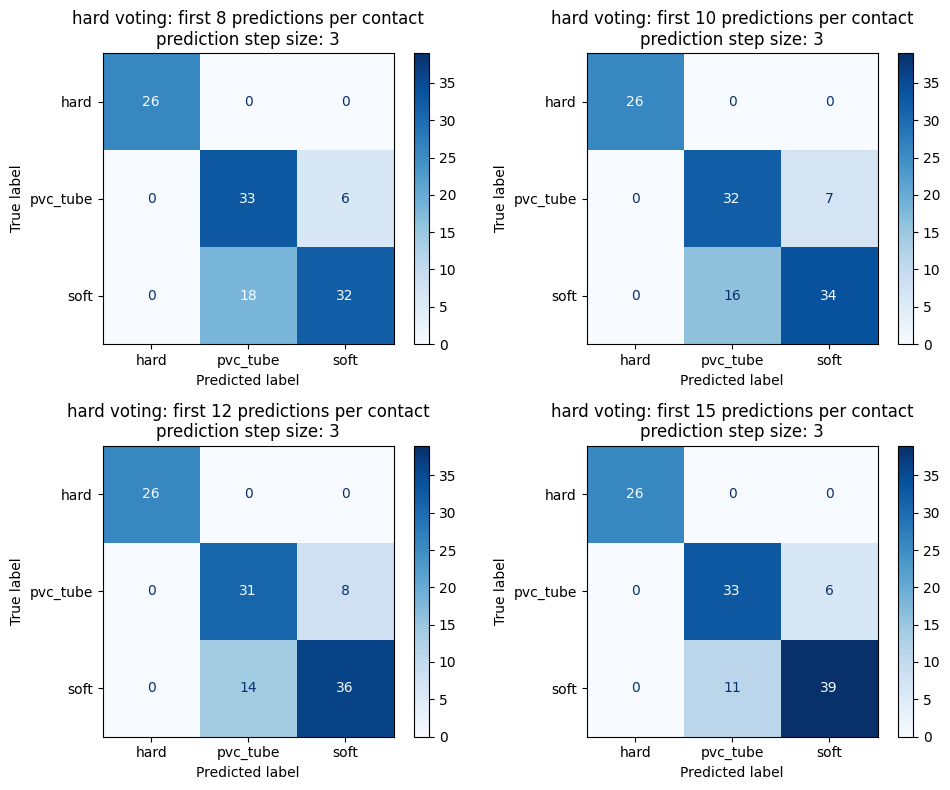 hard voting: first 8 predictions per contact
prediction step size: 3
True label
hard
26
0
0
pvc_tube
0
33
6
soft
0
18
32
hard
pvc_tube
soft
Predicted label
35
30
25
20
15
10
5
0
hard voting: first 10 predictions per contact
prediction step size: 3
True label
hard
26
0
0
pvc_tube
0
32
7
soft
0
16
34
hard
pvc_tube
soft
Predicted label
35
30
25
20
15
10
5
0
hard voting: first 12 predictions per contact
prediction step size: 3
True label
hard
26
0
0
pvc_tube
0
31
8
soft
0
14
36
hard
pvc_tube
soft
Predicted label
35
30
25
20
15
10
5
0
hard voting: first 15 predictions per contact
prediction step size: 3
True label
hard
26
0
0
pvc_tube
0
33
6
soft
0
11
39
hard
pvc_tube
soft
Predicted label
35
30
25
20
15
10
5
0